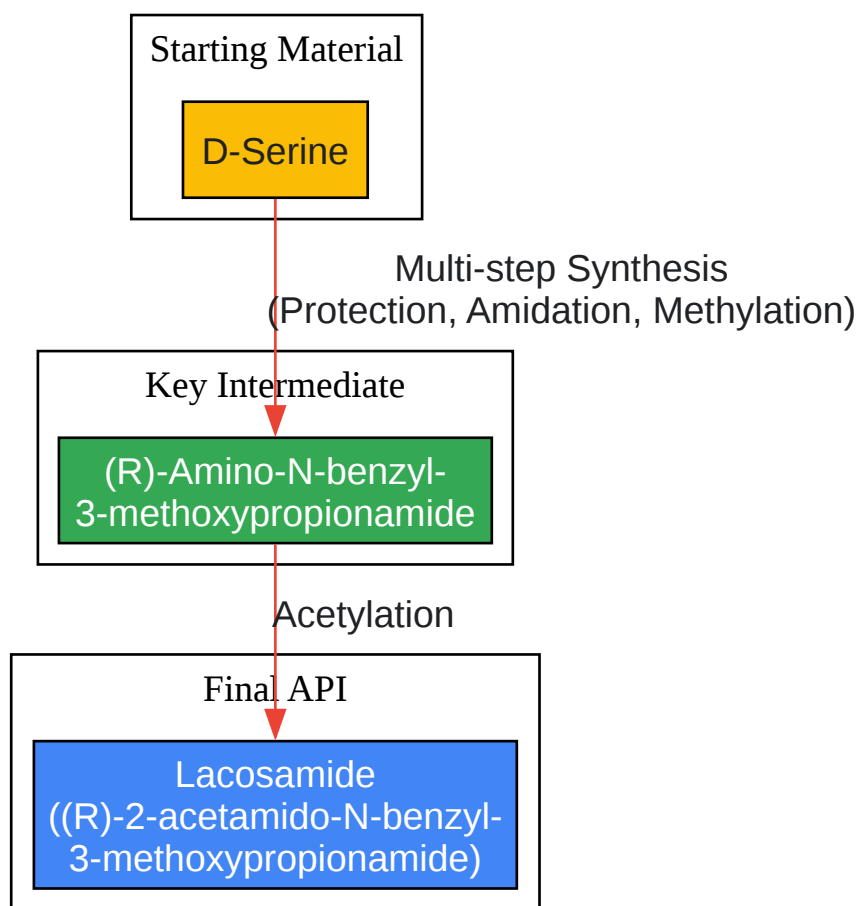 Starting Material
D-Serine
Multi-step Synthesis
(Protection, Amidation, Methylation)
Key Intermediate
(R)-Amino-N-benzyl-
3-methoxypropionamide
Acetylation
Final API
Lacosamide
((R)-2-acetamido-N-benzyl-
3-methoxypropionamide)